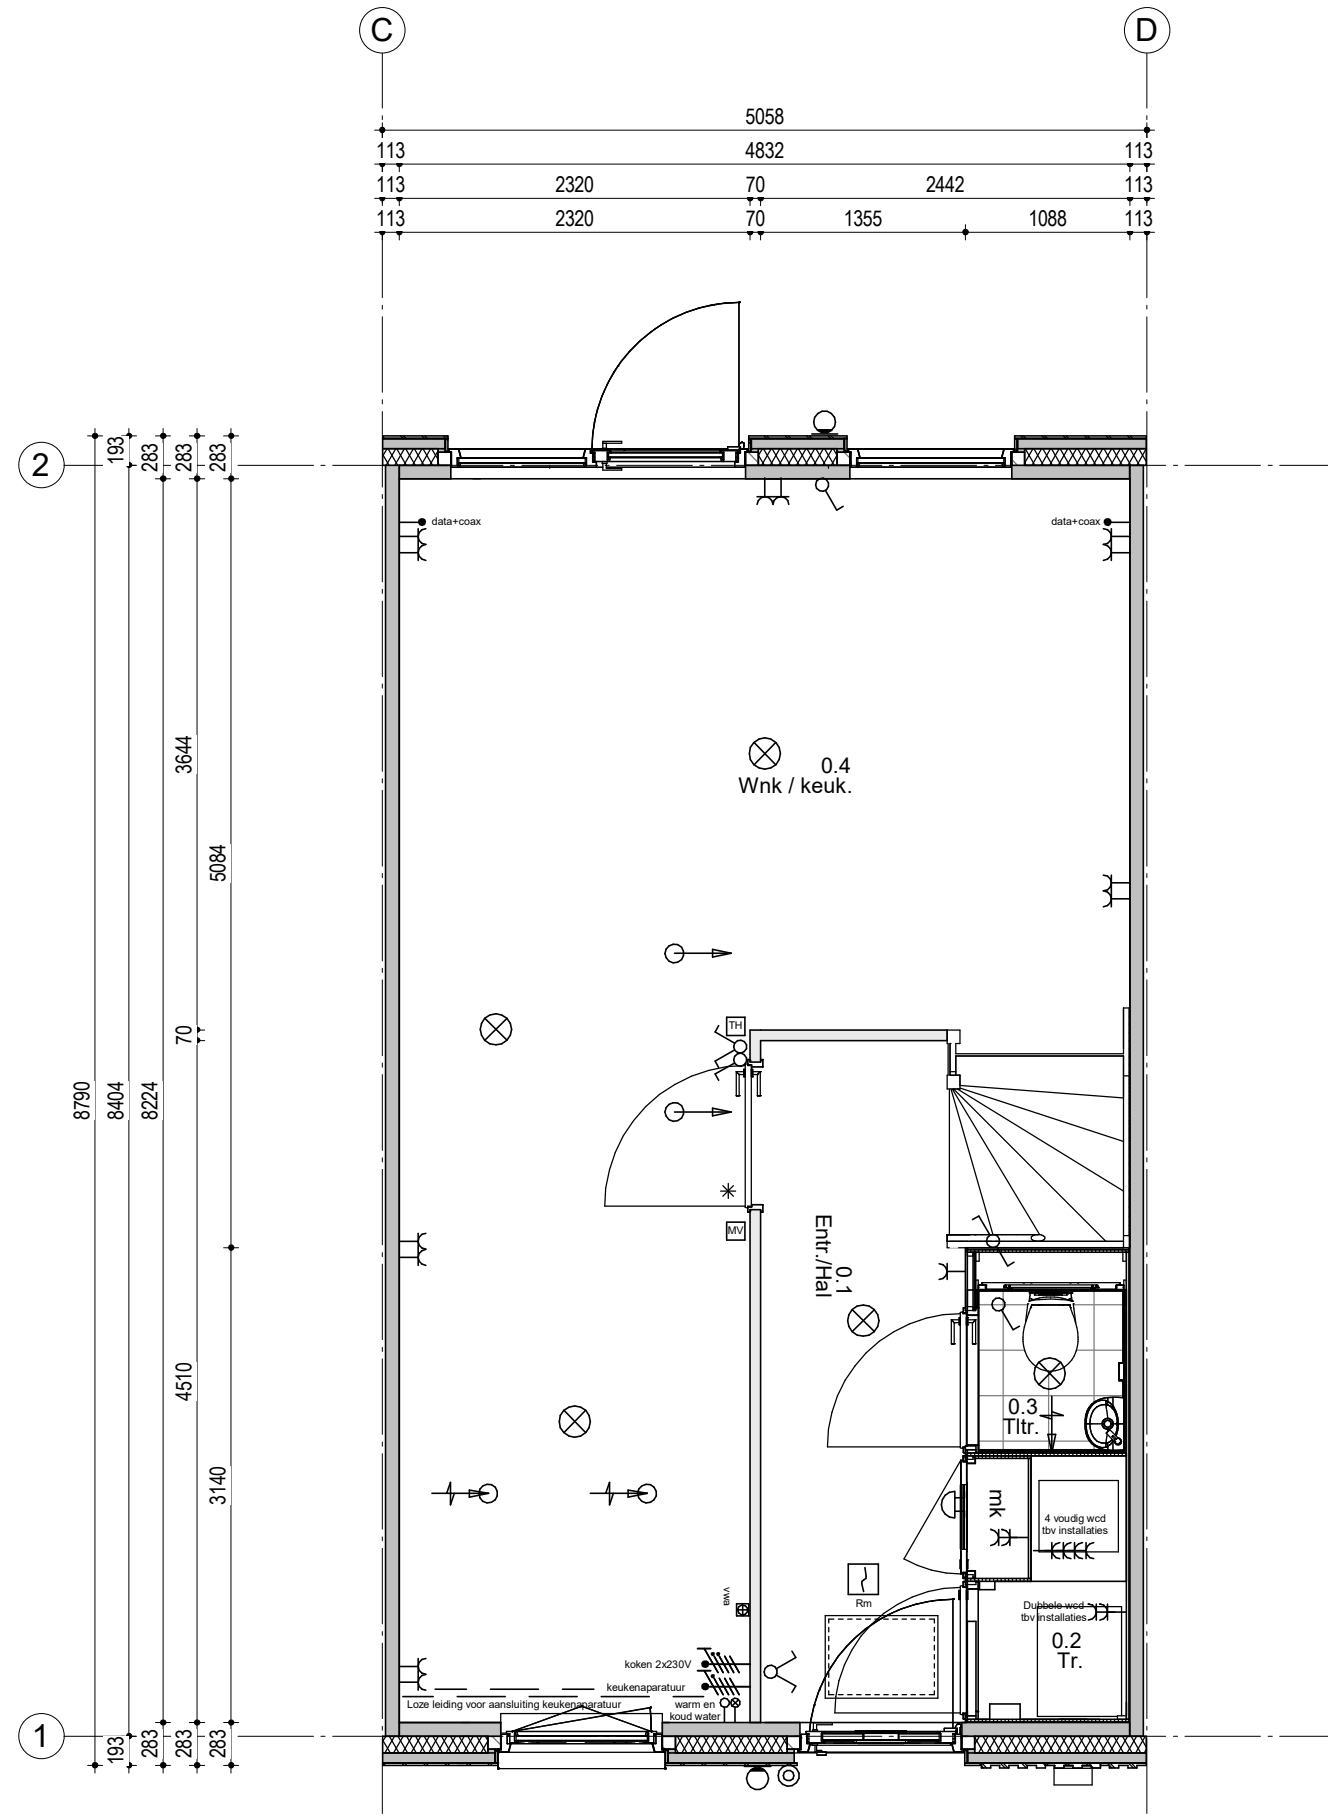 C D
5058
113 4832 113
113 2320 70 2442 113
113 2320 70 1355 1088 113
2
193 283 283 283
data+coax data+coax
3644
0.4
Wnk / keuk.
5084
TH
70
8790 8404 8224
MV
0.1
Entr./Hal
4510
0.3
Tltr.
3140
mk
4 voudig wcd
tbv installaties
vwa
Rm
Dubbele wcd
tbv installaties
0.2
Tr.
koken 2x230V
keukenaparatuur
Loze leiding voor aansluiting keukenaparatuur
warm en
koud water
1
193 283 283 283